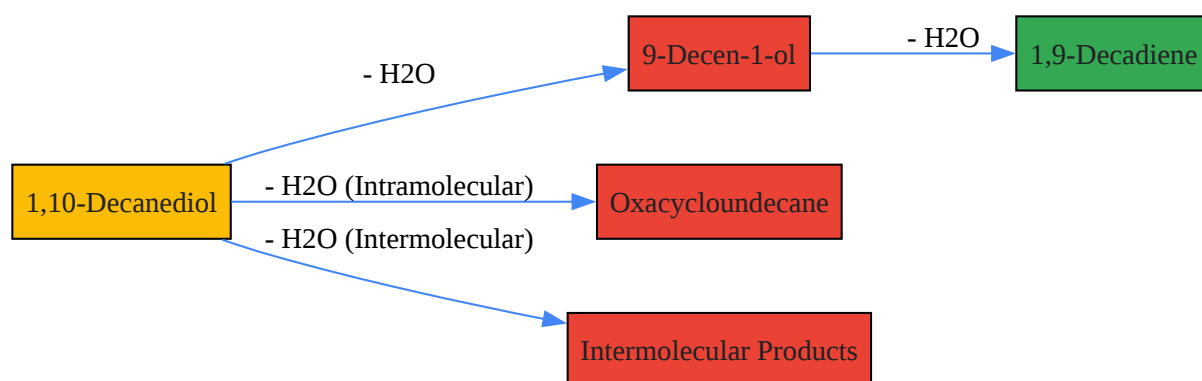 9-Decen-1-ol
- H2O
1,9-Decadiene
- H2O
1,10-Decanediol
- H2O (Intramolecular)
Oxacycloundecane
- H2O (Intermolecular)
Intermolecular Products